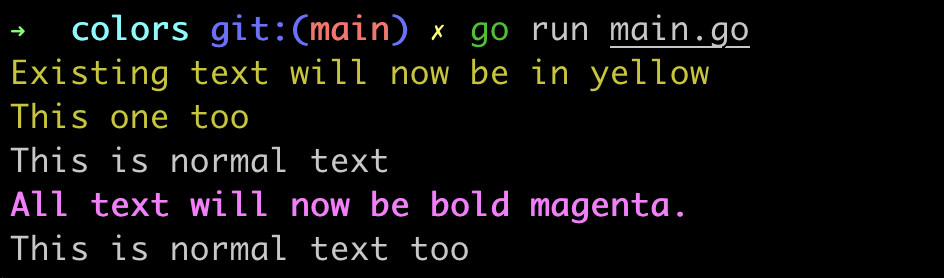 ➜  colors git:(main) ✗ go run main.go
Existing text will now be in yellow
This one too
This is normal text
All text will now be bold magenta.
This is normal text too